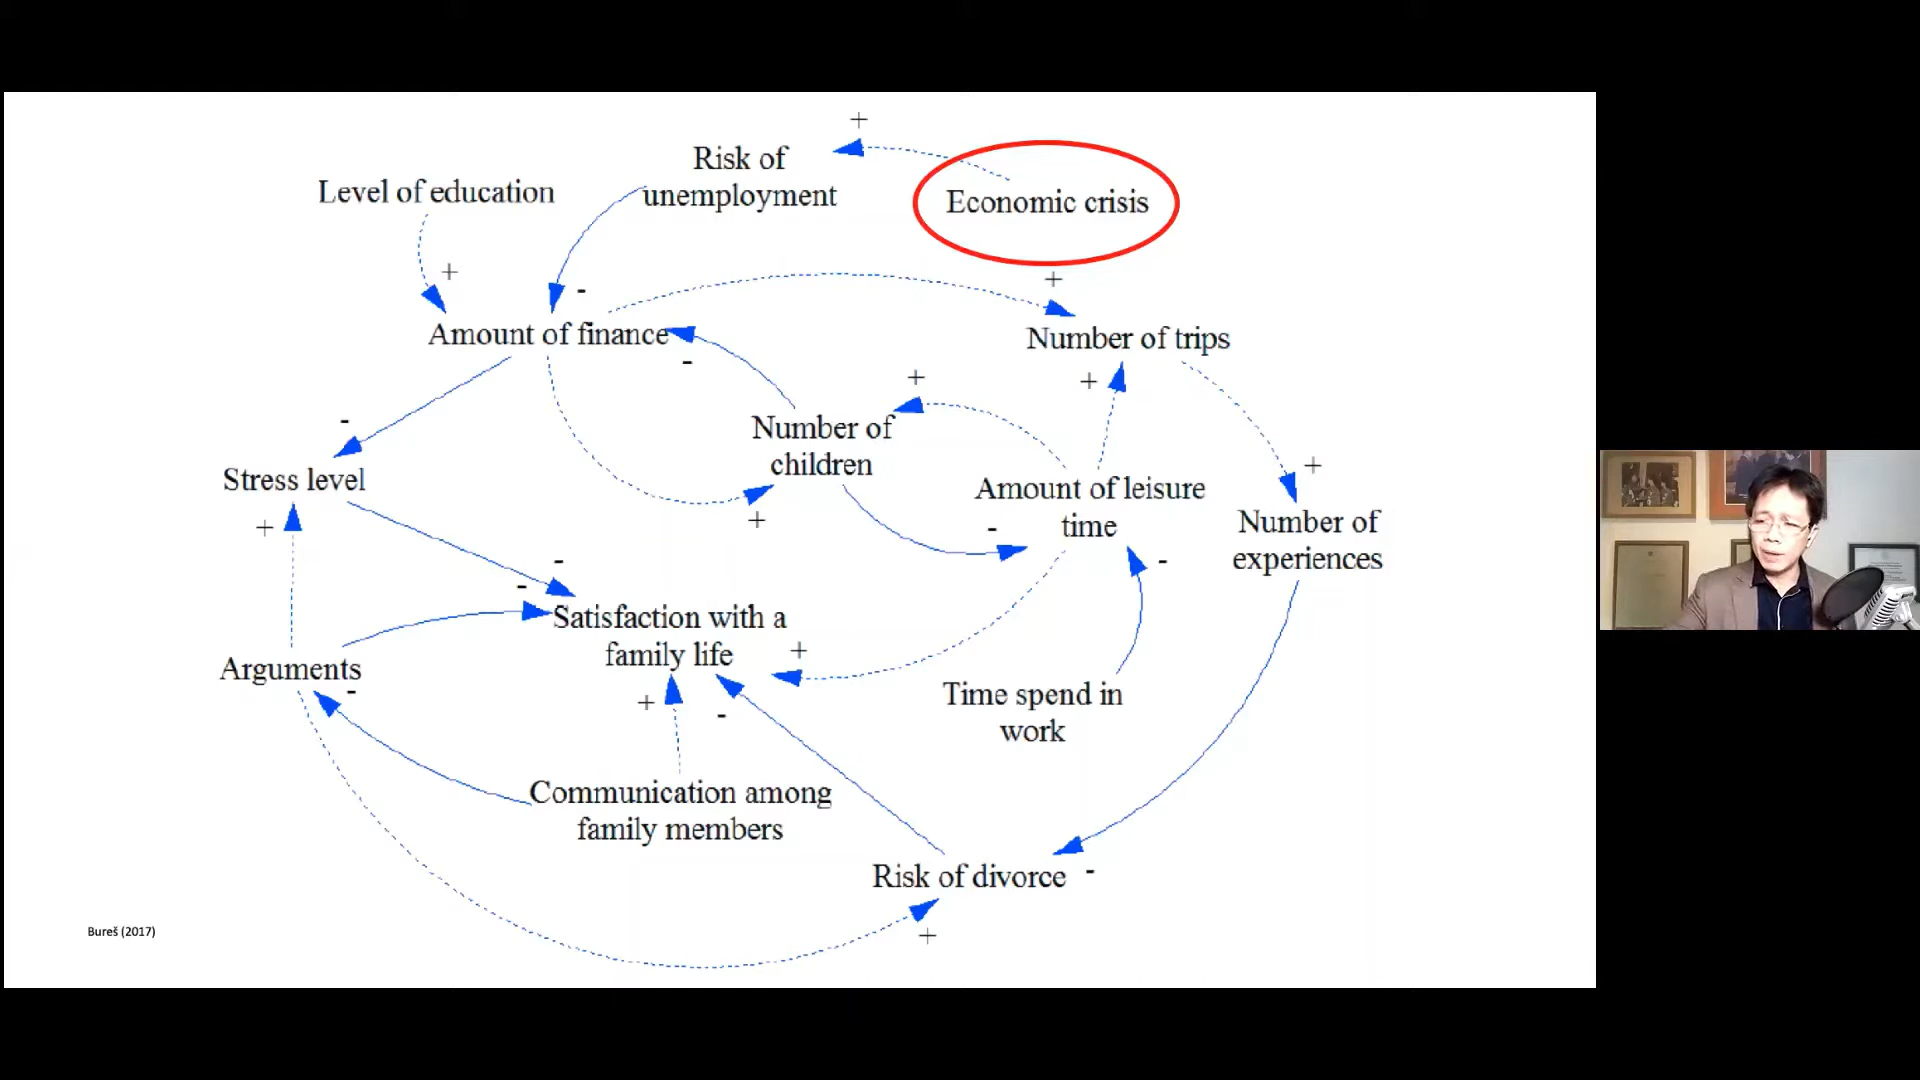 +
Risk of
unemployment
Level of education
Economic crisis
+
-
+
Amount of finance
-
Number of trips
+
+
-
Number of
children
Stress level
+
+
Amount of leisure
time
-
+
Number of
experiences
-
-
-
Satisfaction with a
family life
+
Arguments
-
+
-
Time spend in
work
Communication among
family members
Risk of divorce -
+
Bureš (2017)